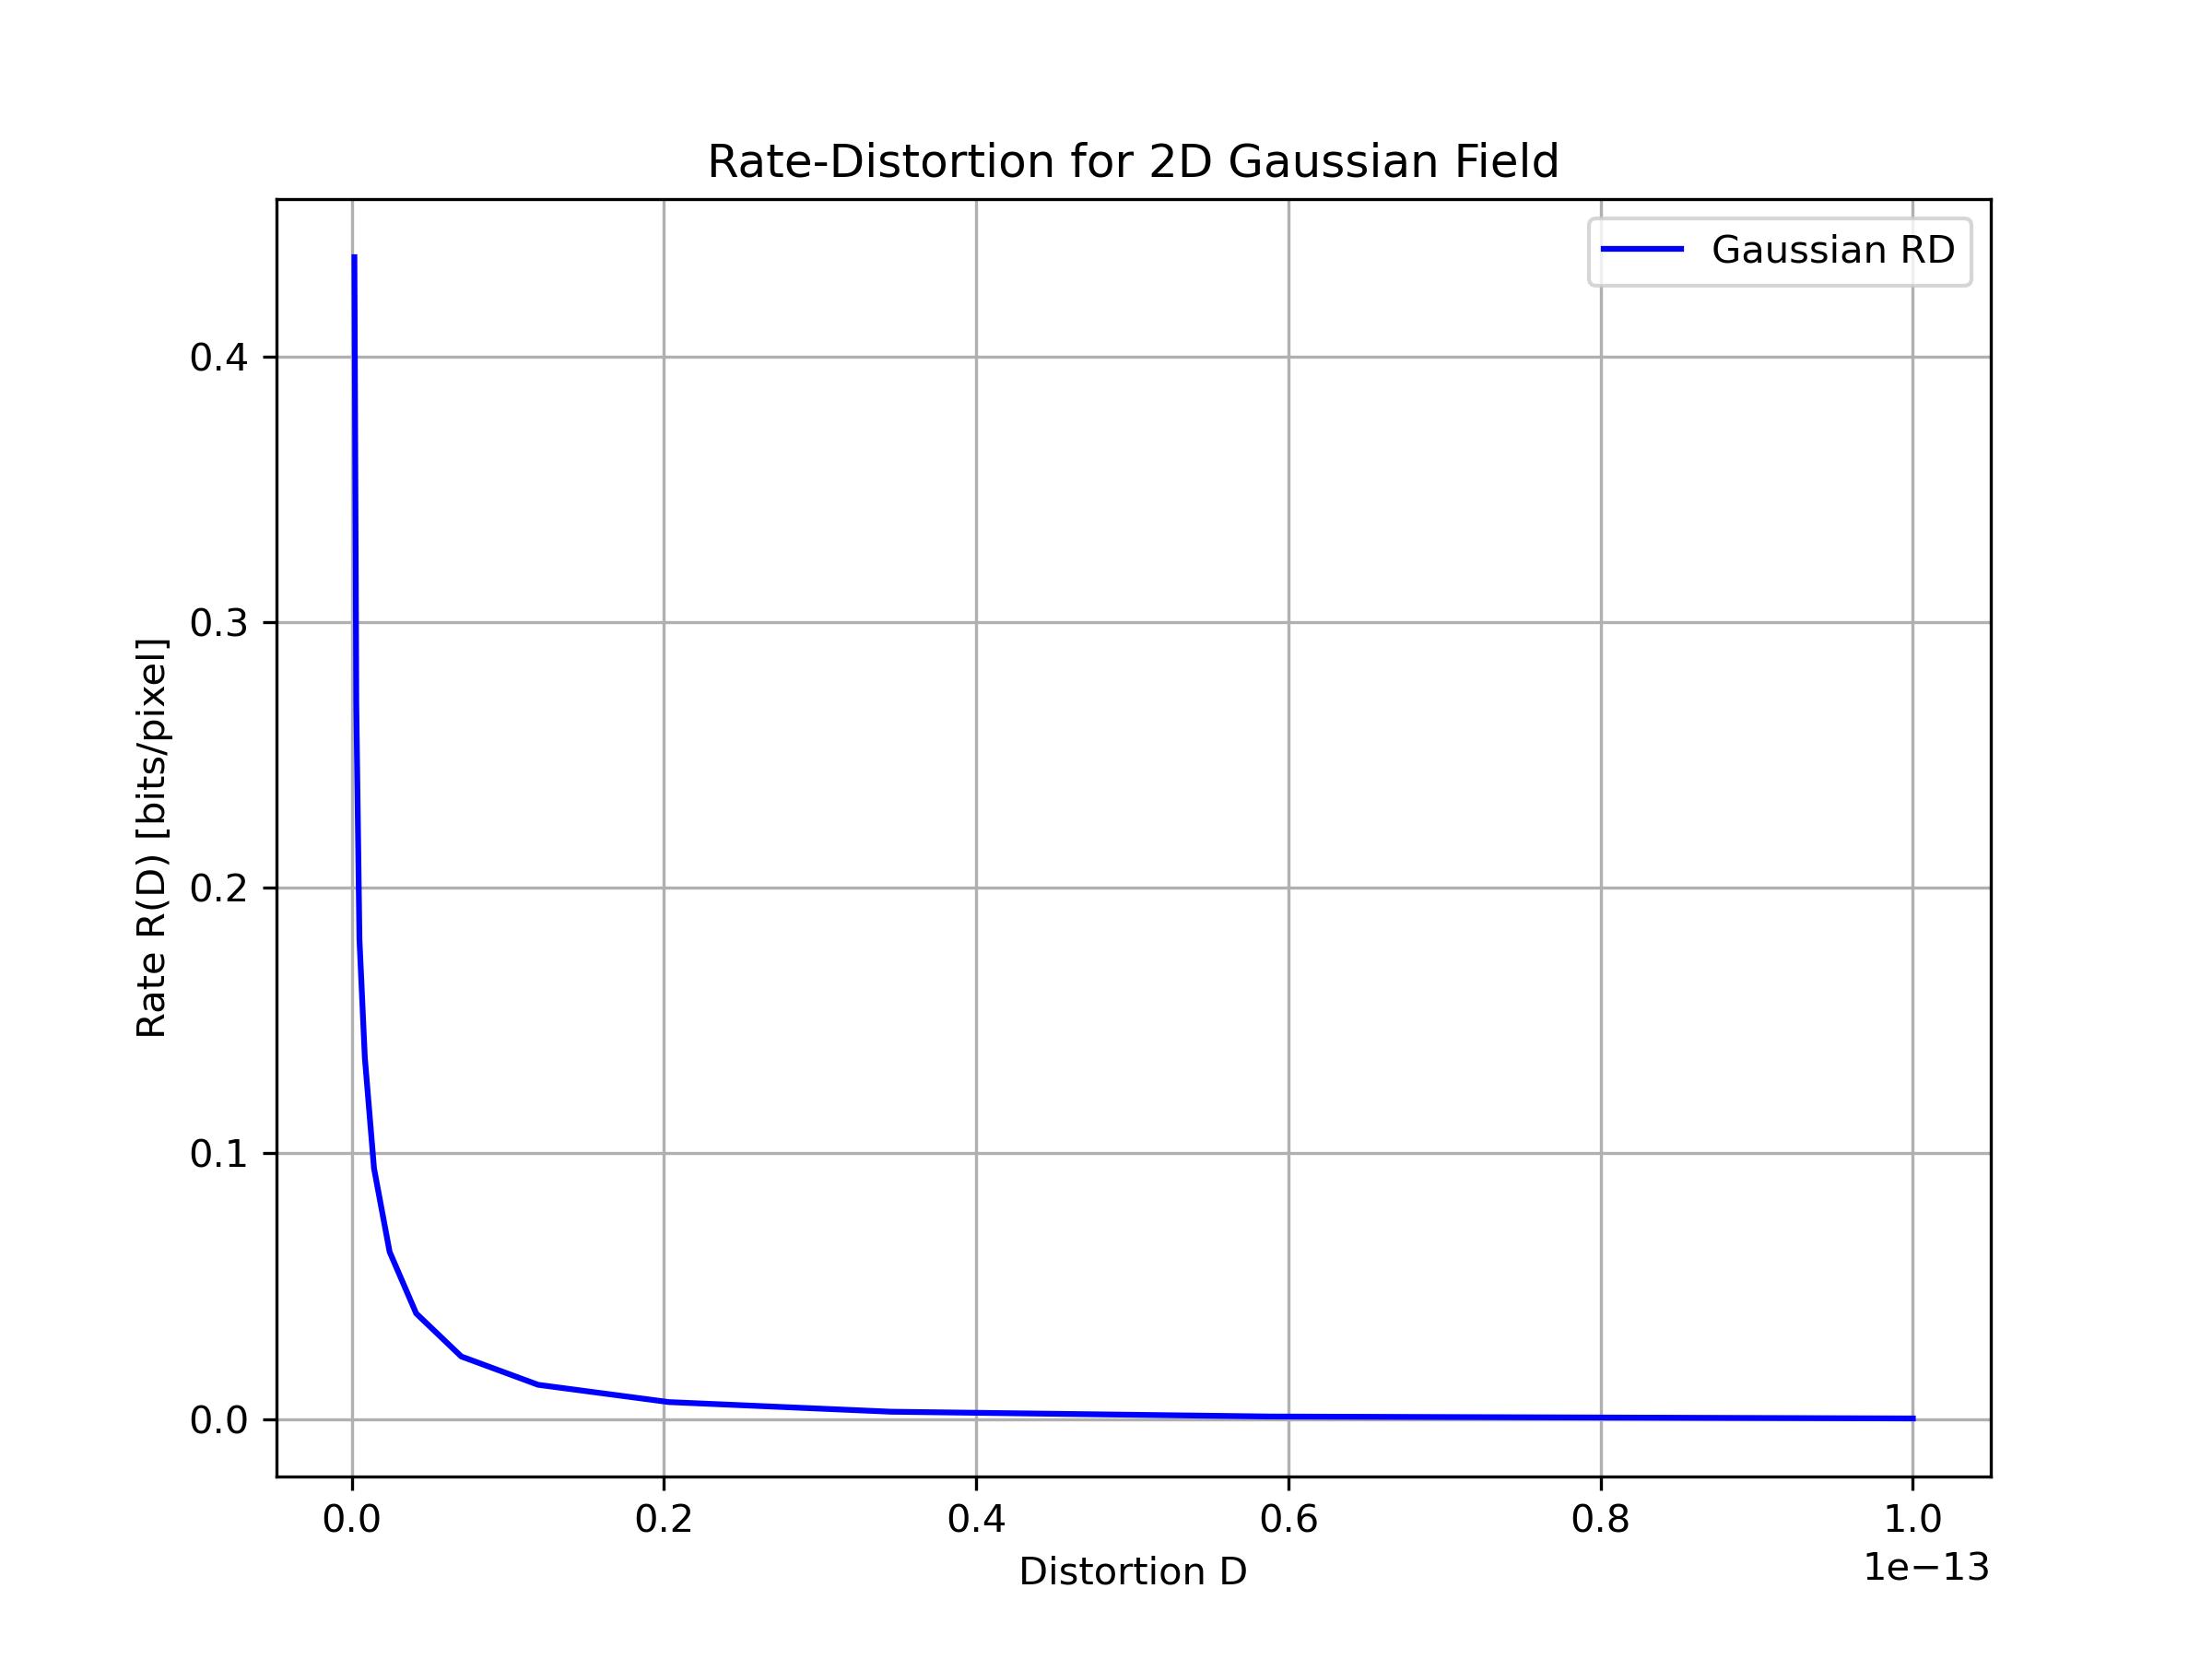 Rate-Distortion for 2D Gaussian Field
Gaussian RD
Rate R(D) [bits/pixel]
0.4
0.3
0.2
0.1
0.0
0.0 0.2 0.4 0.6 0.8 1.0
Distortion D
1e−13